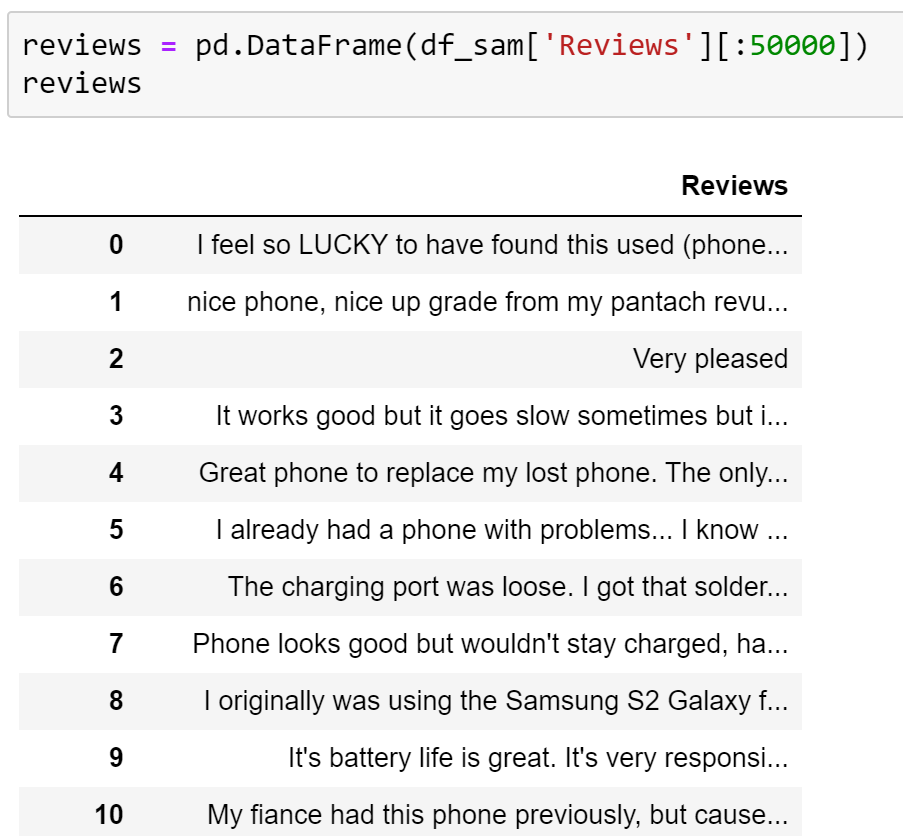 reviews = pd.DataFrame(df_sam['Reviews'][:50000])
reviews
Reviews
0 I feel so LUCKY to have found this used (phone...
1 nice phone, nice up grade from my pantach revu...
2 Very pleased
3 It works good but it goes slow sometimes but i...
4 Great phone to replace my lost phone. The only...
5 I already had a phone with problems... I know ...
6 The charging port was loose. I got that solder...
7 Phone looks good but wouldn't stay charged, ha...
8 I originally was using the Samsung S2 Galaxy f...
9 It's battery life is great. It's very responsi...
10 My fiance had this phone previously, but cause...